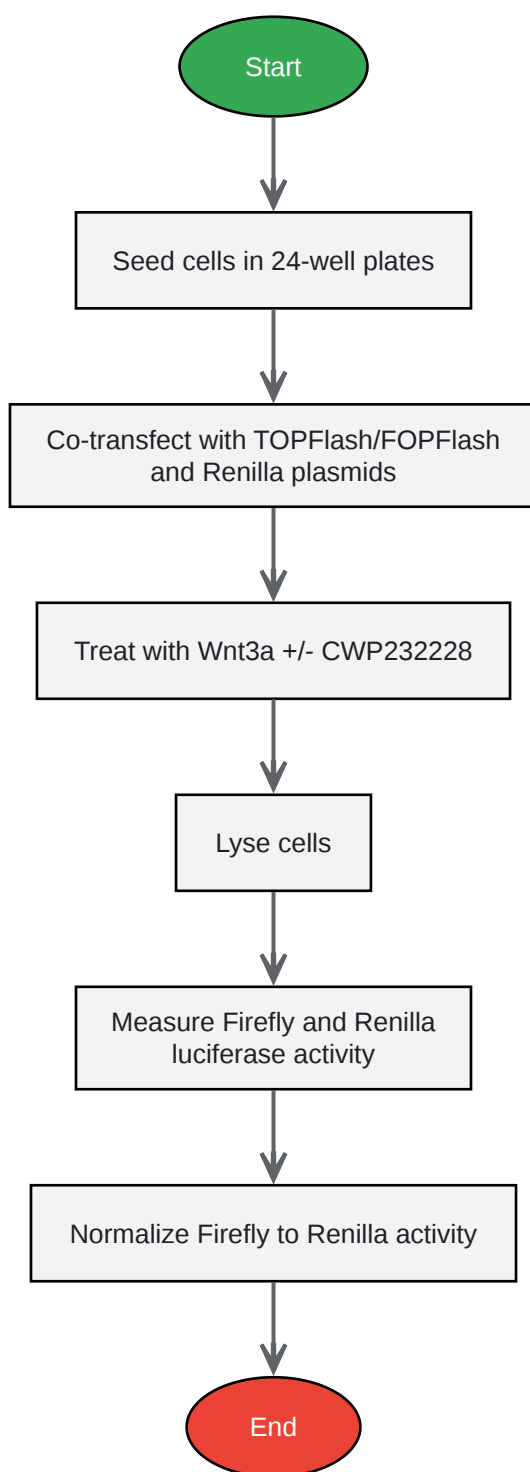 Start
Seed cells in 24-well plates
Co-transfect with TOPFlash/FOPFlash
and Renilla plasmids
Treat with Wnt3a +/- CWP232228
Lyse cells
Measure Firefly and Renilla
luciferase activity
Normalize Firefly to Renilla activity
End